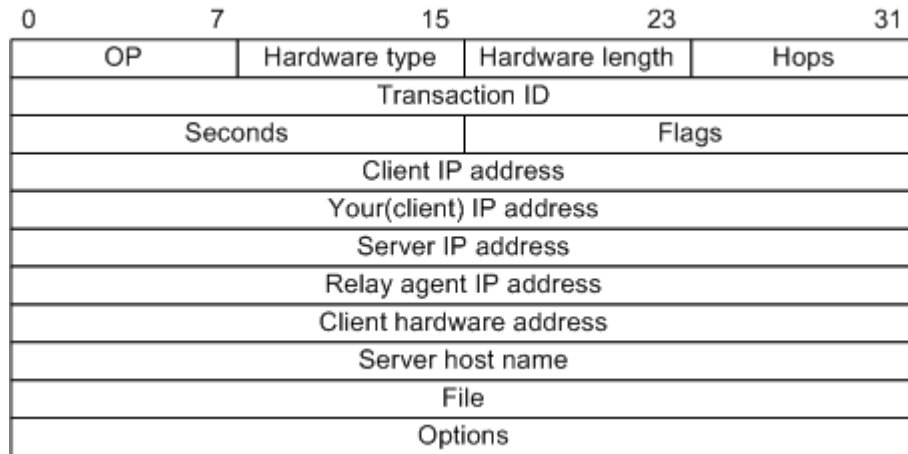 0 7 15 23 31
OP Hardware type Hardware length Hops
Transaction ID
Seconds Flags
Client IP address
Your(client) IP address
Server IP address
Relay agent IP address
Client hardware address
Server host name
File
Options